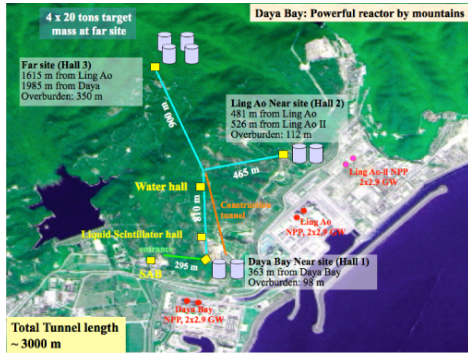 4 x 20 tons target
mass at far site
Daya Bay: Powerful reactor by mountains
Far site (Hall 3)
1615 m from Ling Ao
1985 m from Daya
Overburden: 350 m
900 m
Ling Ao Near site (Hall 2)
481 m from Ling Ao
526 m from Ling Ao II
Overburden: 112 m
465 m
Ling Ao-ll NPP
2x2.9 GW
Water hall
810 m
Construction
tunnel
Ling Ao
NPP, 2x2.9 GW
Liquid Scintillator hall
entrance
SAB
295 m
Daya Bay Near site (Hall 1)
363 m from Daya Bay
Overburden: 98 m
Daya Bay
NPP, 2x2.9 GW
Total Tunnel length
~ 3000 m